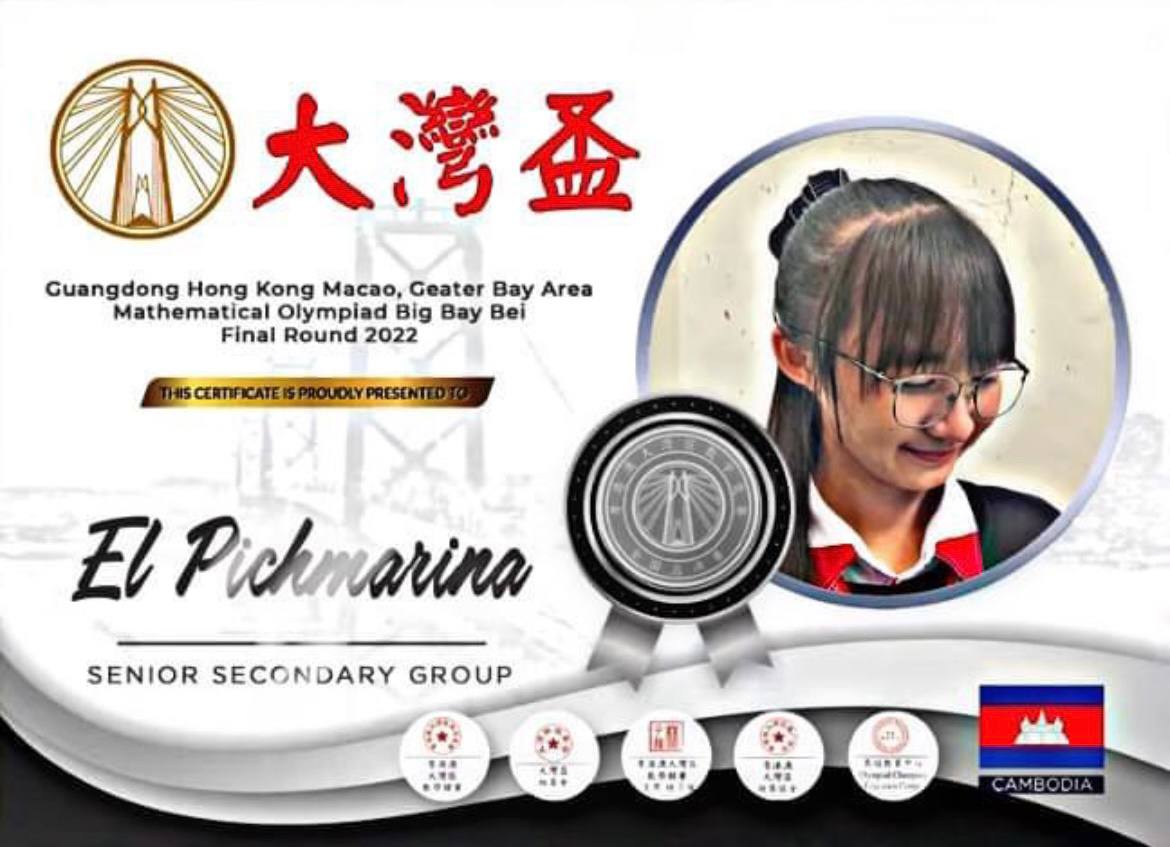 大灣盃
Guangdong Hong Kong Macao, Geater Bay Area
Mathematical Olympiad Big Bay Bei
Final Round 2022
THIS CERTIFICATE IS PROUDLY PRESENTED TO
El Pichmarina
SENIOR SECONDARY GROUP
CAMBODIA